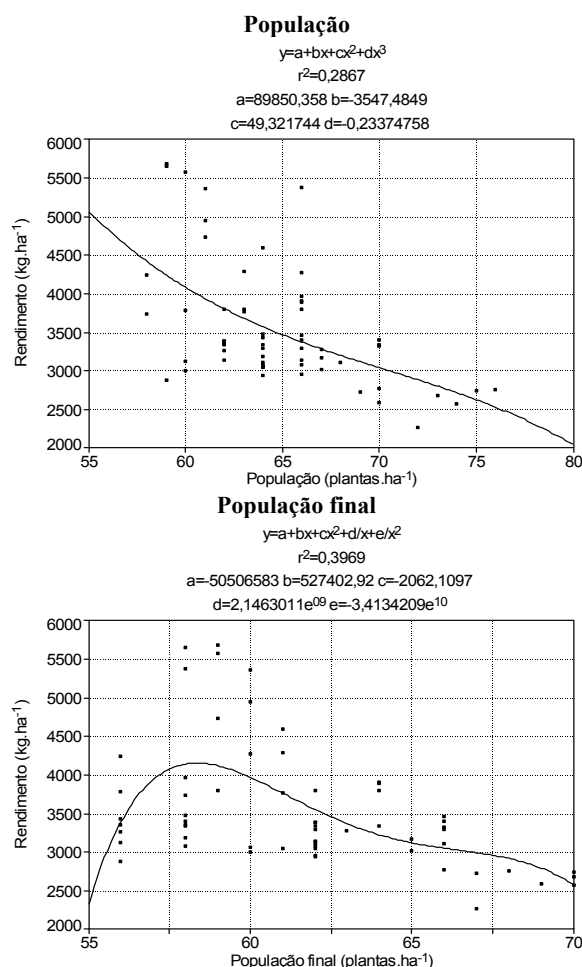 População
y=a+bx+cx²+dx³
r²=0,2867
a=89850,358 b=-3547,4849
c=49,321744 d=-0,23374758
6000
5500
5000
4500
4000
3500
3000
2500
2000
Rendimento (kg.ha⁻¹)
55 60 65 70 75 80
População (plantas.ha⁻¹)
População final
y=a+bx+cx²+d/x+e/x²
r²=0,3969
a=-50506583 b=527402,92 c=-2062,1097
d=2,1463011e⁰⁹ e=-3,4134209e¹⁰
6000
5500
5000
4500
4000
3500
3000
2500
2000
Rendimento (kg.ha⁻¹)
55 60 65 70
População final (plantas.ha⁻¹)